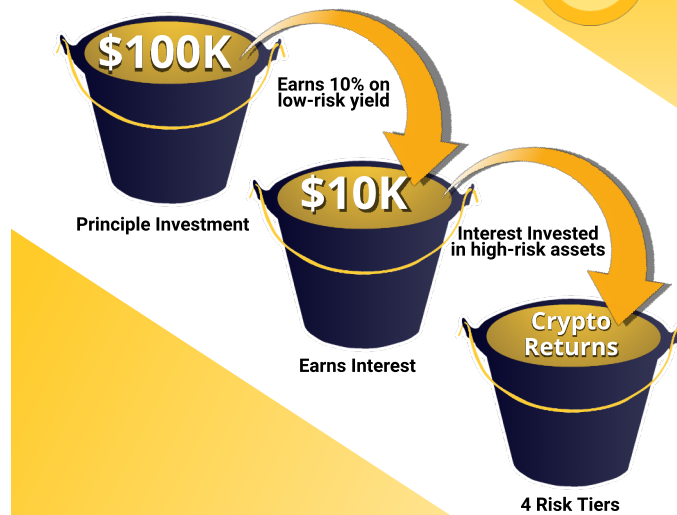 $100K
Earns 10% on
low-risk yield
Principle Investment
$10K
Interest Invested
in high-risk assets
Earns Interest
Crypto
Returns
4 Risk Tiers